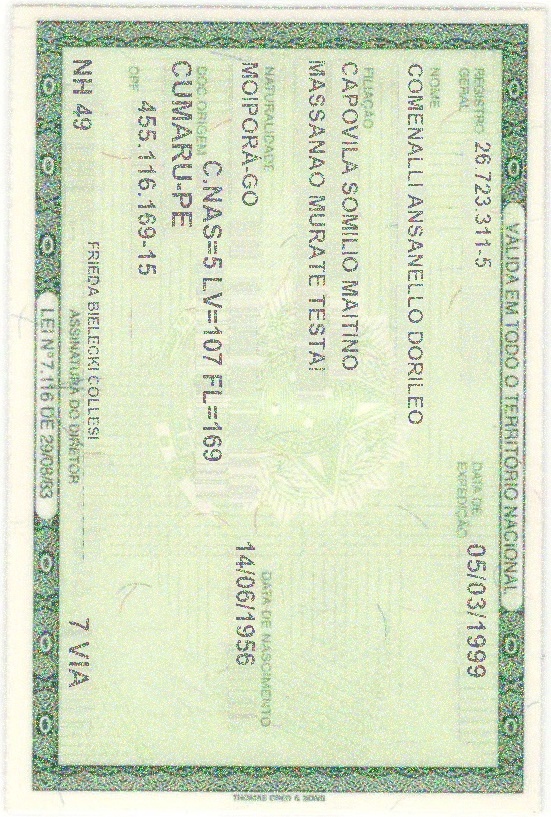 VÁLIDA EM TODO O TERRITÓRIO NACIONAL
REGISTRO GERAL 26 723 311-5 DATA DE EXPEDIÇÃO 05/03/1999
NOME
COMENALLI ANSANELLO DORILEO
FILIAÇÃO
CAPOVILA SOMILIO MAITINO
MASSANAO MURATE TESTAI
NATURALIDADE DATA DE NASCIMENTO
MOIPORÁ-GO 14/06/1956
DOC ORIGEM C.NAS=5 LV=107 FL=169
CUMARU-PE
CPF 455.116.169-15
FRIEDA BIELECKI COLLESI
NH 49 ASSINATURA DO DIRETOR 7 VIA
LEI Nº 7.116 DE 29/08/83
THOMAS GREG & SONS